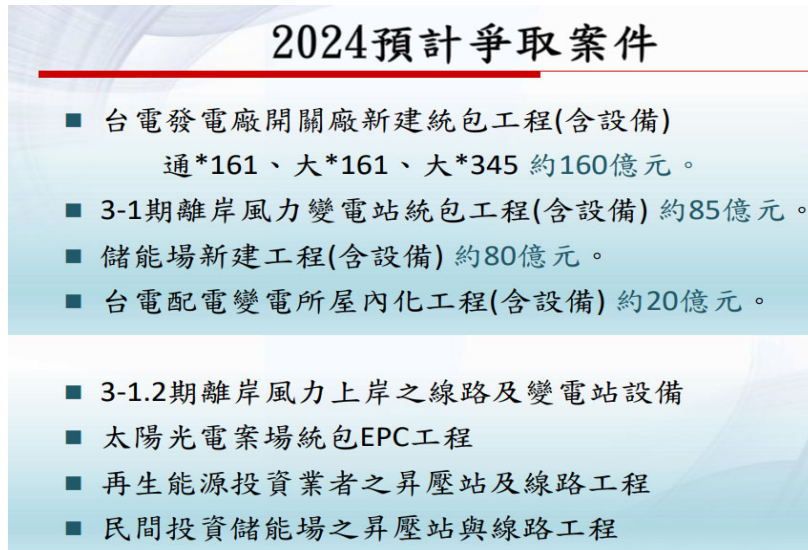 2024預計爭取案件
■ 台電發電廠開關廠新建統包工程(含設備)
通*161、大*161、大*345 約160億元。
■ 3-1期離岸風力變電站統包工程(含設備) 約85億元。
■ 儲能場新建工程(含設備) 約80億元。
■ 台電配電變電所屋內化工程(含設備) 約20億元。
■ 3-1.2期離岸風力上岸之線路及變電站設備
■ 太陽光電案場統包EPC工程
■ 再生能源投資業者之昇壓站及線路工程
■ 民間投資儲能場之昇壓站與線路工程